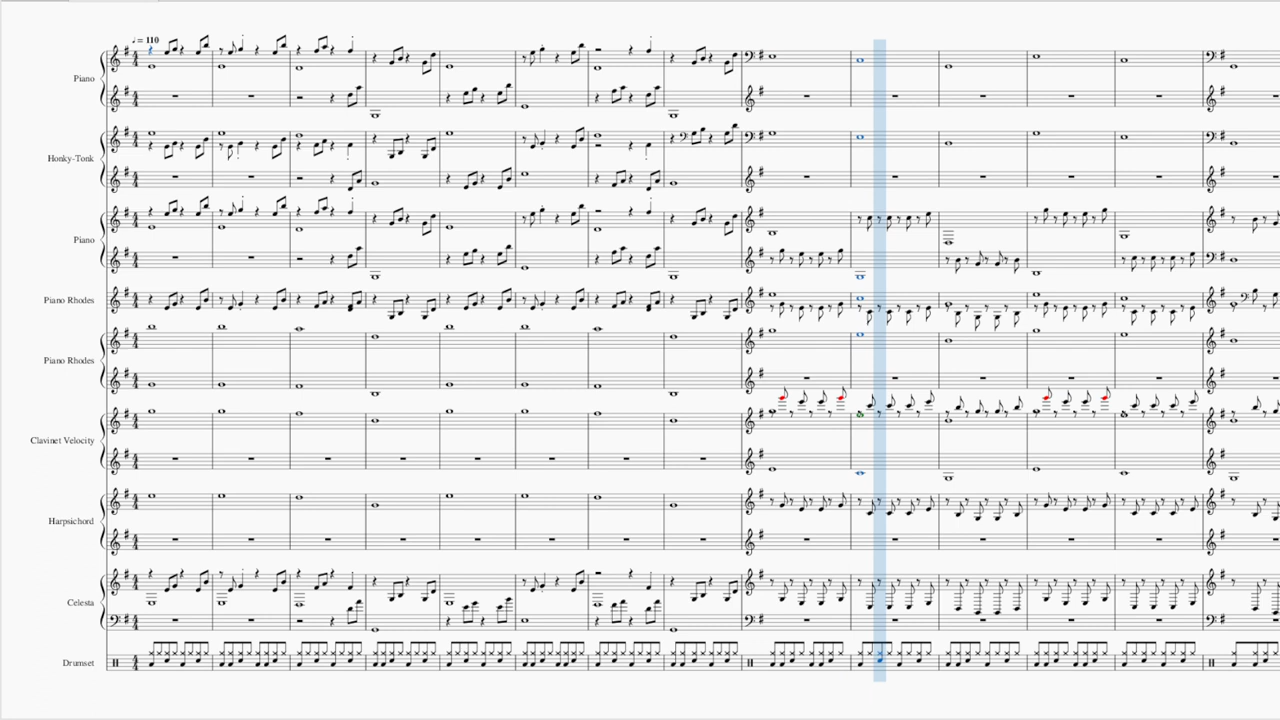 ♩. = 110
Piano
Honky-Tonk
Piano
Piano Rhodes
Piano Rhodes
Clavinet Velocity
Harpsichord
Celesta
Drumset